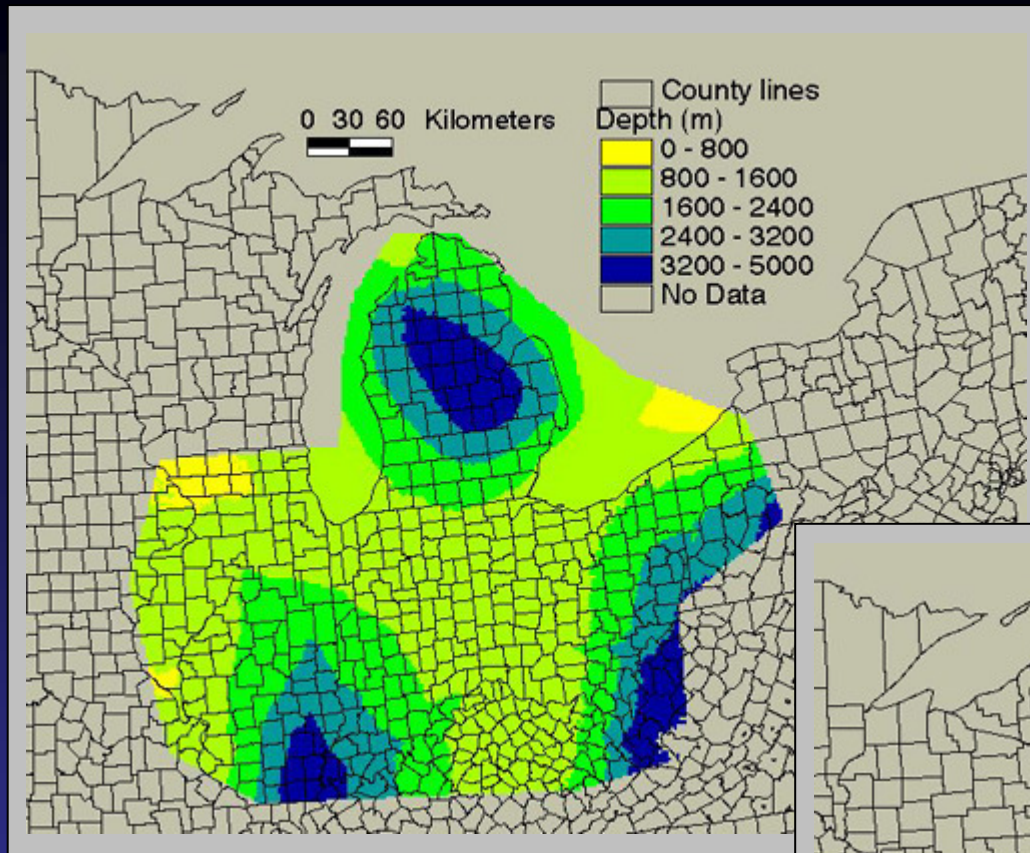 0 30 60 Kilometers
County lines
Depth (m)
0 - 800
800 - 1600
1600 - 2400
2400 - 3200
3200 - 5000
No Data